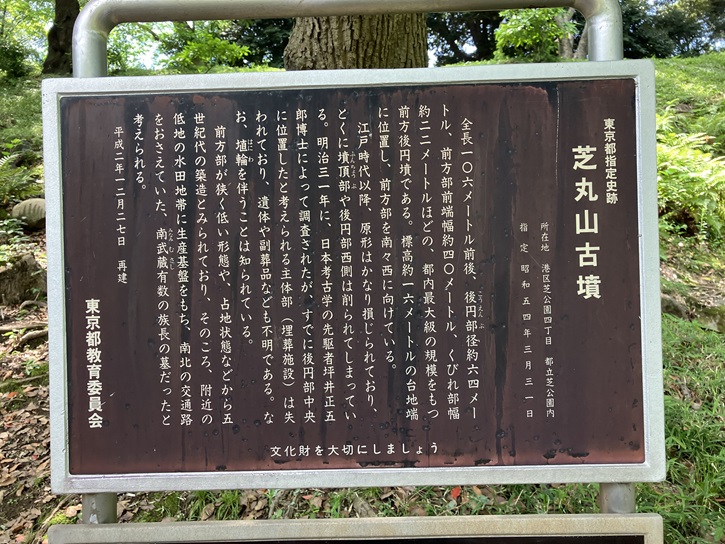 東京都指定史跡
芝丸山古墳
所在地 港区芝公園四丁目 都立芝公園内
指定 昭和五四年三月三一日
全長一〇六メートル前後、後円部径約六四メー
こうえんぶ
トル、前方部前端幅約四〇メートル、くびれ部幅
約二二メートルほどの、都内最大級の規模をもつ
前方後円墳である。標高約一六メートルの台地端
に位置し、前方部を南々西に向けている。
江戸時代以降、原形はかなり損じられており、
とくに墳頂部や後円部西側は削られてしまってい
ふんちょうぶ
る。明治三一年に、日本考古学の先駆者坪井正五
郎博士によって調査されたが、すでに後円部中央
に位置したと考えられる主体部（埋葬施設）は失
われており、遺体や副葬品なども不明である。な
お、埴輪を伴うことは知られている。
はにわ
前方部が狭く低い形態や、占地状態などから五
世紀代の築造とみられており、そのころ、附近の
低地の水田地帯に生産基盤をもち、南北の交通路
をおさえていた、南武蔵有数の族長の墓だったと
みなみむさし
考えられる。
平成二年一二月二七日 再建
東京都教育委員会
文化財を大切にしましょう